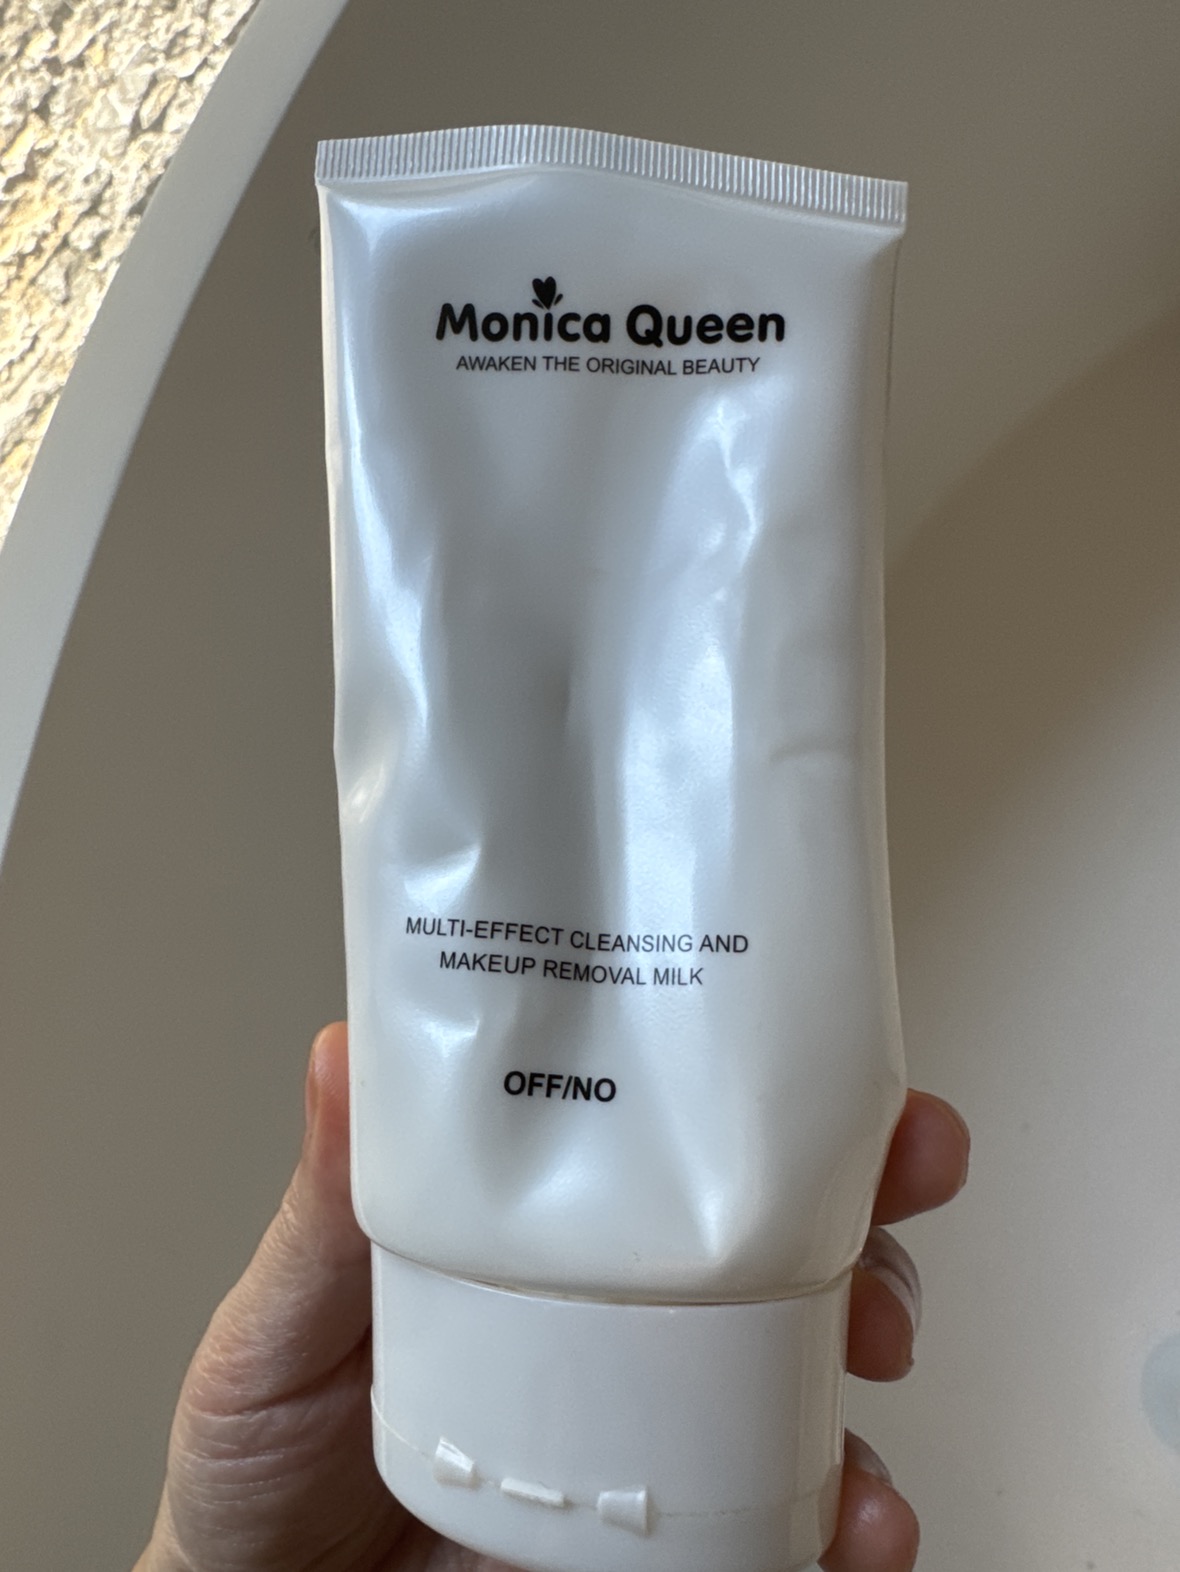 Monica Queen
AWAKEN THE ORIGINAL BEAUTY
MULTI-EFFECT CLEANSING AND
MAKEUP REMOVAL MILK
OFF/NO